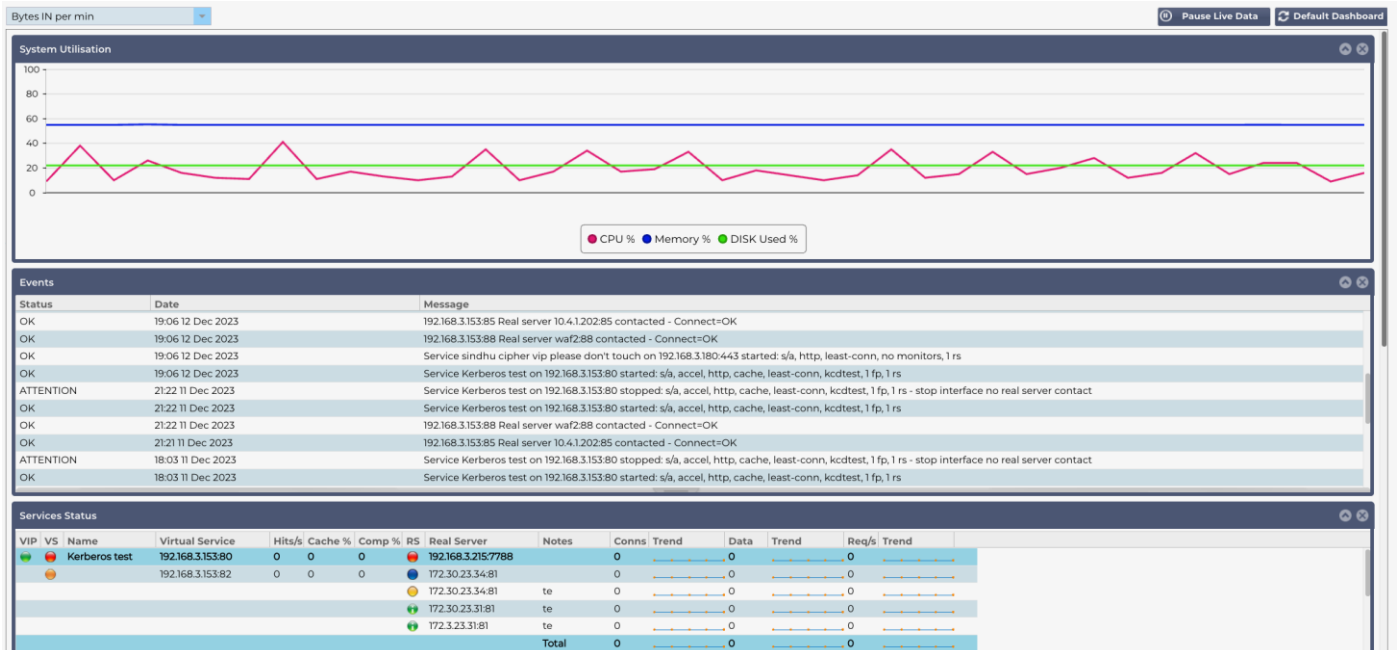 Bytes IN per min Pause Live Data Default Dashboard
System Utilisation
100
80
60
40
20
0
CPU % Memory % DISK Used %
Events
Status Date Message
OK 19:06 12 Dec 2023 192.168.3.153:85 Real server 10.4.1.202:85 contacted - Connect=OK
OK 19:06 12 Dec 2023 192.168.3.153:88 Real server waf2:88 contacted - Connect=OK
OK 19:06 12 Dec 2023 Service sindhu cipher vip please don't touch on 192.168.3.180:443 started: s/a, http, least-conn, no monitors, 1 rs
OK 19:06 12 Dec 2023 Service Kerberos test on 192.168.3.153:80 started: s/a, accel, http, cache, least-conn, kcdtest, 1 fp, 1 rs
ATTENTION 21:22 11 Dec 2023 Service Kerberos test on 192.168.3.153:80 stopped: s/a, accel, http, cache, least-conn, kcdtest, 1 fp, 1 rs - stop interface no real server contact
OK 21:22 11 Dec 2023 Service Kerberos test on 192.168.3.153:80 started: s/a, accel, http, cache, least-conn, kcdtest, 1 fp, 1 rs
OK 21:22 11 Dec 2023 192.168.3.153:88 Real server waf2:88 contacted - Connect=OK
OK 21:21 11 Dec 2023 192.168.3.153:85 Real server 10.4.1.202:85 contacted - Connect=OK
ATTENTION 18:03 11 Dec 2023 Service Kerberos test on 192.168.3.153:80 stopped: s/a, accel, http, cache, least-conn, kcdtest, 1 fp, 1 rs - stop interface no real server contact
OK 18:03 11 Dec 2023 Service Kerberos test on 192.168.3.153:80 started: s/a, accel, http, cache, least-conn, kcdtest, 1 fp, 1 rs
Services Status
VIP VS Name Virtual Service Hits/s Cache % Comp % RS Real Server Notes Conns Trend Data Trend Req/s Trend
Kerberos test 192.168.3.153:80 0 0 0 192.168.3.215:7788 0 0 0
192.168.3.153:82 0 0 0 172.30.23.34:81 0 0 0
172.30.23.34:81 te 0 0 0
172.30.23.31:81 te 0 0 0
172.3.23.31:81 te 0 0 0
Total 0 0 0